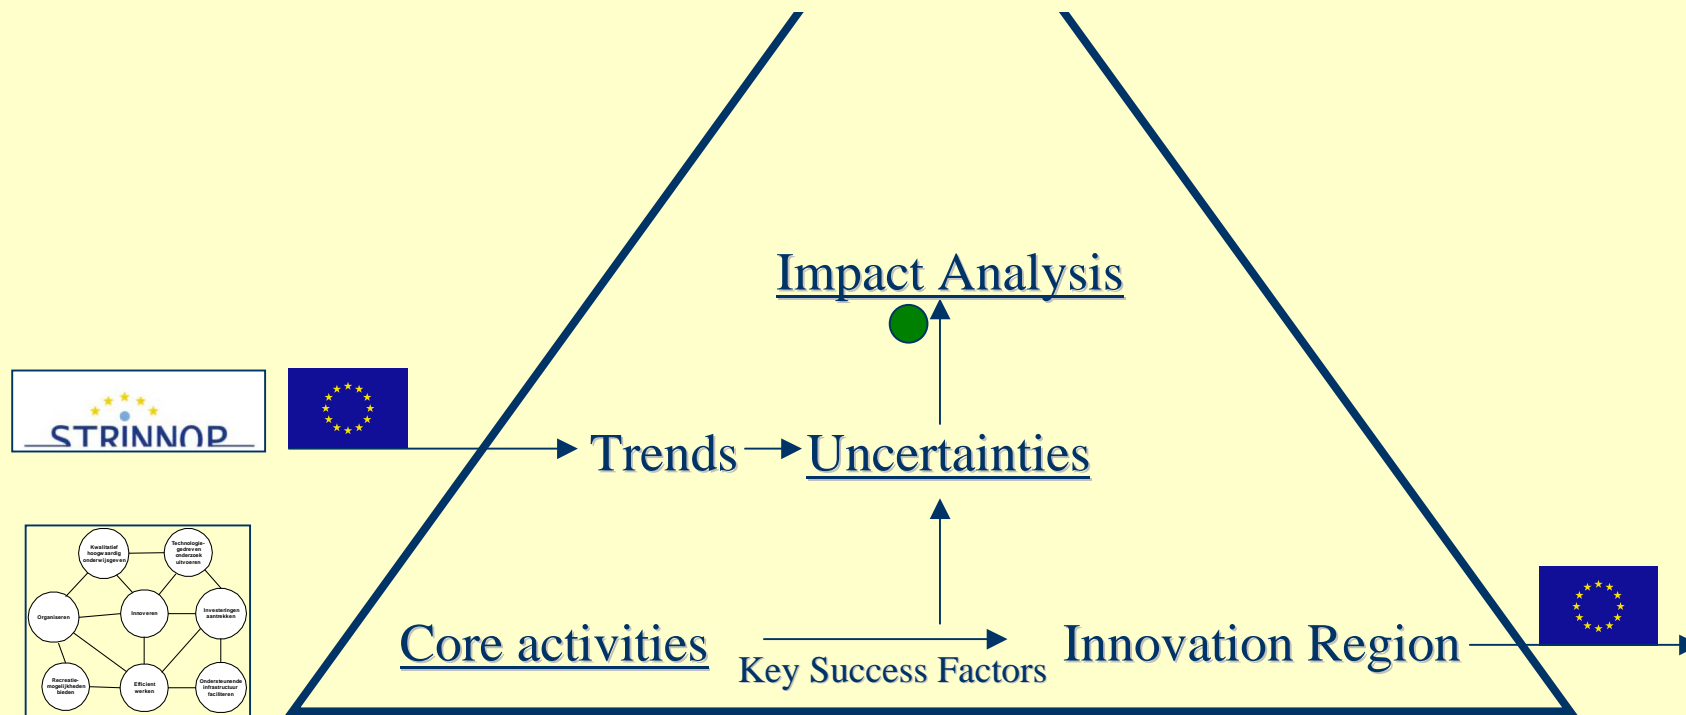 Impact Analysis
STRINNOP
Trends
Uncertainties
Kwalitatief
hoogwaardig
onderwijsgeven
Technologie-
gedreven
onderzoek
uitvoeren
Organiseren
Innoveren
Investeringen
aantrekken
Recreatie-
mogelijkheden
bieden
Efficient
werken
Ondersteunende
infrastructuur
faciliteren
Core activities
Key Success Factors
Innovation Region